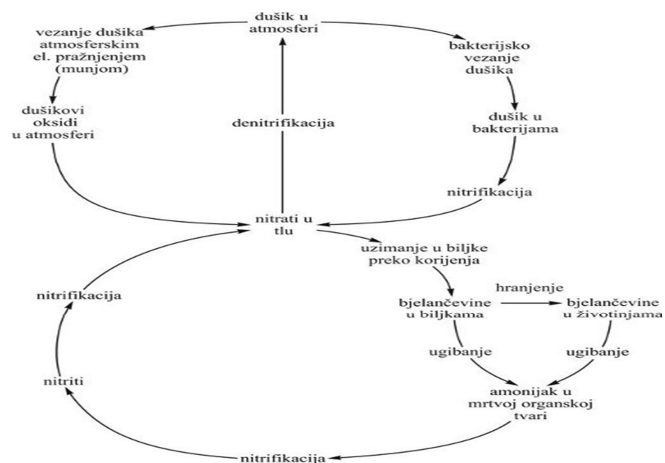 dušik u
atmosferi
vezanje dušika
atmosferskim
el. pražnjenjem
(munjom)
bakterijsko
vezanje
dušika
dušikovi
oksidi
u atmosferi
denitrifikacija
dušik u
bakterijama
nitrifikacija
nitrati u
tlu
uzimanje u biljke
preko korijenja
nitrifikacija
hranjenje
bjelančevine
u biljkama
bjelančevine
u životinjama
ugibanje
ugibanje
nitriti
amonijak u
mrtvoj organskoj
tvari
nitrifikacija